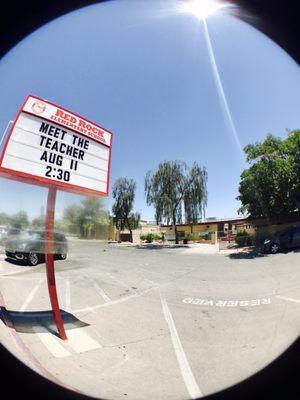 RED ROCK
ELEMENTARY SCHOOL
MEET THE
TEACHER
AUG 11
2:30
RESERVED